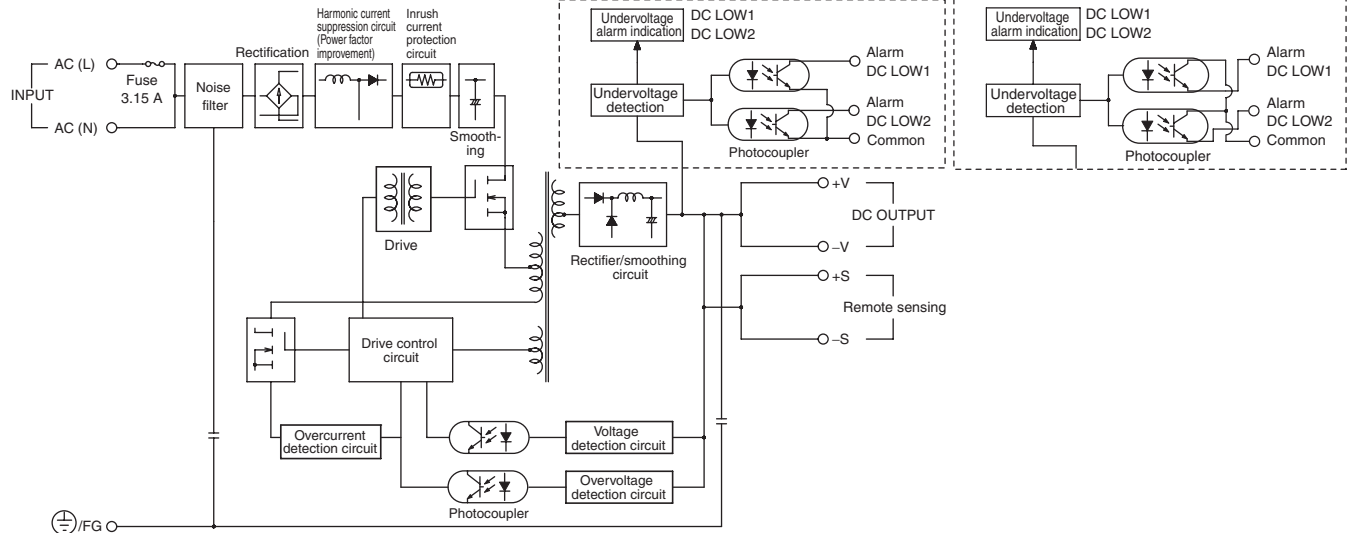 Harmonic current
suppression circuit
(Power factor
improvement)
Inrush
current
protection
circuit
Rectification
AC (L)
Fuse
3.15 A
INPUT
AC (N)
Noise
filter
Smooth-
ing
Undervoltage
alarm indication
DC LOW1
DC LOW2
Undervoltage
detection
Alarm
DC LOW1
Alarm
DC LOW2
Common
Photocoupler
Undervoltage
alarm indication
DC LOW1
DC LOW2
Undervoltage
detection
Alarm
DC LOW1
Alarm
DC LOW2
Common
Photocoupler
Drive
Rectifier/smoothing
circuit
+V
DC OUTPUT
−V
+S
Remote sensing
−S
Drive control
circuit
Overcurrent
detection circuit
Voltage
detection circuit
Overvoltage
detection circuit
Photocoupler
/FG